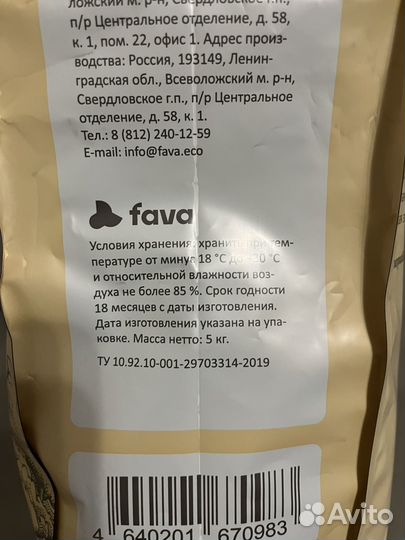 ложский м. р-н, Свердловское г.п.,
п/р Центральное отделение, д. 58,
к. 1, пом. 22, офис 1. Адрес произ-
водства: Россия, 193149, Ленин-
градская обл., Всеволожский м. р-н,
Свердловское г.п., п/р Центральное
отделение, д. 58, к. 1.
Тел.: 8 (812) 240-12-59
E-mail: info@fava.eco
fava
Условия хранения: хранить при тем-
пературе от минус 18 °C до 30 °C
и относительной влажности воз-
духа не более 85 %. Срок годности
18 месяцев с даты изготовления.
Дата изготовления указана на упа-
ковке. Масса нетто: 5 кг.
ТУ 10.92.10-001-29703314-2019
4 640201 670983
Avito